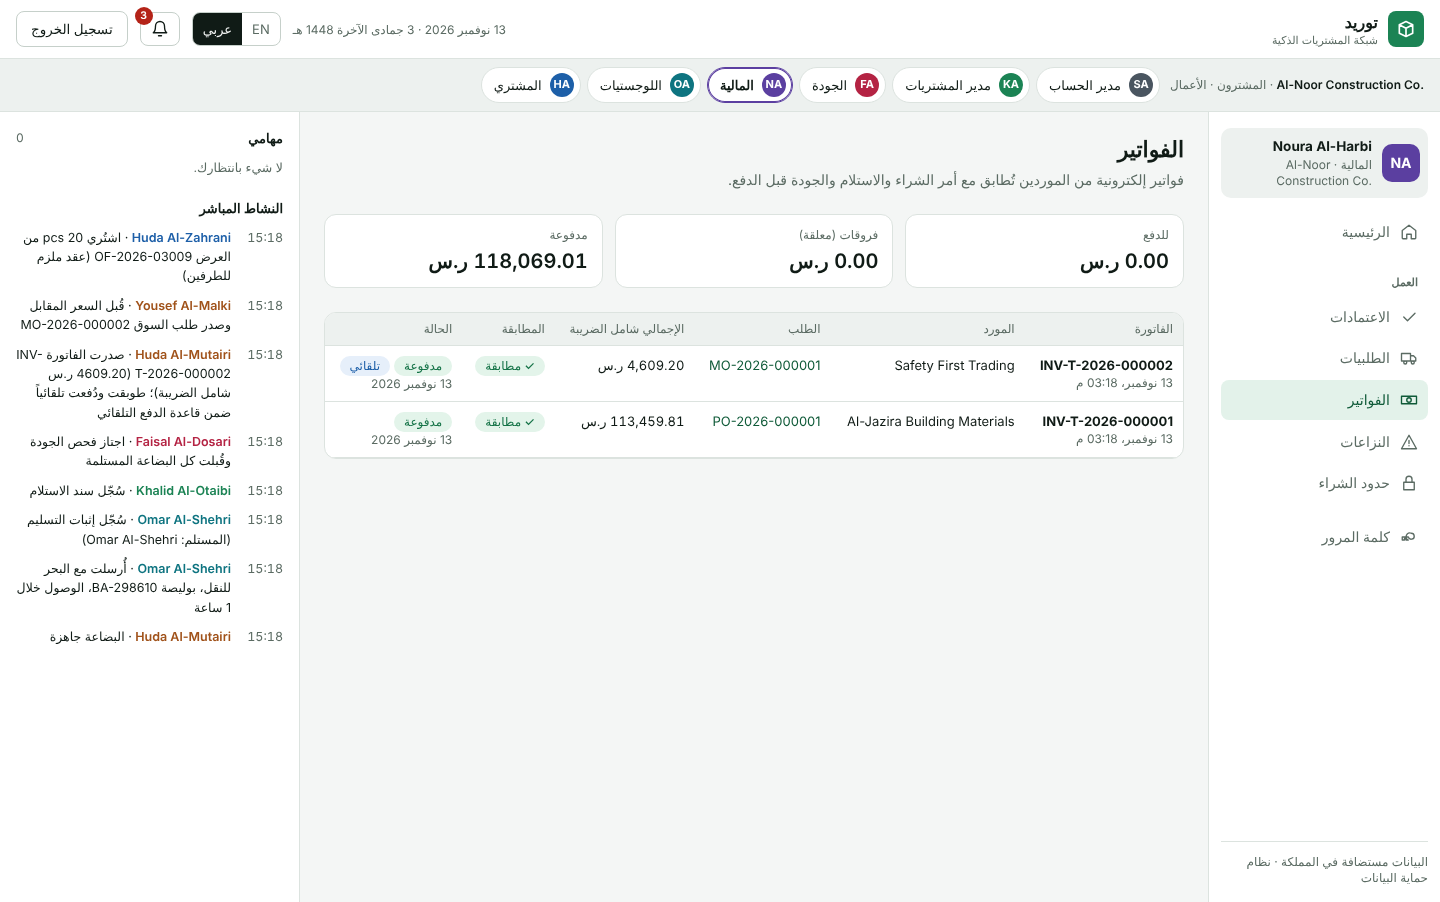 توريد
شبكة المشتريات الذكية
13 نوفمبر 2026 · 3 جمادى الآخرة 1448 هـ
EN
عربي
3
تسجيل الخروج
Al-Noor Construction Co. · المشترون · الأعمال
SA مدير الحساب
KA مدير المشتريات
FA الجودة
NA المالية
OA اللوجستيات
HA المشتري
NA
Noura Al-Harbi
المالية · Al-Noor
Construction Co.
الرئيسية
العمل
الاعتمادات
الطلبيات
الفواتير
النزاعات
حدود الشراء
كلمة المرور
البيانات مستضافة في المملكة · نظام
حماية البيانات
الفواتير
فواتير إلكترونية من الموردين تُطابق مع أمر الشراء والاستلام والجودة قبل الدفع.
للدفع
0.00 ر.س
فروقات (معلقة)
0.00 ر.س
مدفوعة
118,069.01 ر.س
الفاتورة المورد الطلب الإجمالي شامل الضريبة المطابقة الحالة
INV-T-2026-000002 Safety First Trading MO-2026-000001 4,609.20 ر.س ✓ مطابقة مدفوعة تلقائي
13 نوفمبر، 03:18 م 13 نوفمبر 2026
INV-T-2026-000001 Al-Jazira Building Materials PO-2026-000001 113,459.81 ر.س ✓ مطابقة مدفوعة
13 نوفمبر، 03:18 م 13 نوفمبر 2026
مهامي 0
لا شيء بانتظارك.
النشاط المباشر
15:18 Huda Al-Zahrani · اشتُري 20 pcs من
العرض OF-2026-03009 (عقد ملزم
للطرفين)
15:18 Yousef Al-Malki · قُبل السعر المقابل
وصدر طلب السوق MO-2026-000002
15:18 Huda Al-Mutairi · صدرت الفاتورة INV-
T-2026-000002 (4609.20 ر.س
شامل الضريبة)؛ طوبقت ودُفعت تلقائياً
ضمن قاعدة الدفع التلقائي
15:18 Faisal Al-Dosari · اجتاز فحص الجودة
وقُبلت كل البضاعة المستلمة
15:18 Khalid Al-Otaibi · سُجّل سند الاستلام
15:18 Omar Al-Shehri · سُجّل إثبات التسليم
(المستلم: Omar Al-Shehri)
15:18 Omar Al-Shehri · أُرسلت مع البحر
للنقل، بوليصة BA-298610، الوصول خلال
1 ساعة
15:18 Huda Al-Mutairi · البضاعة جاهزة